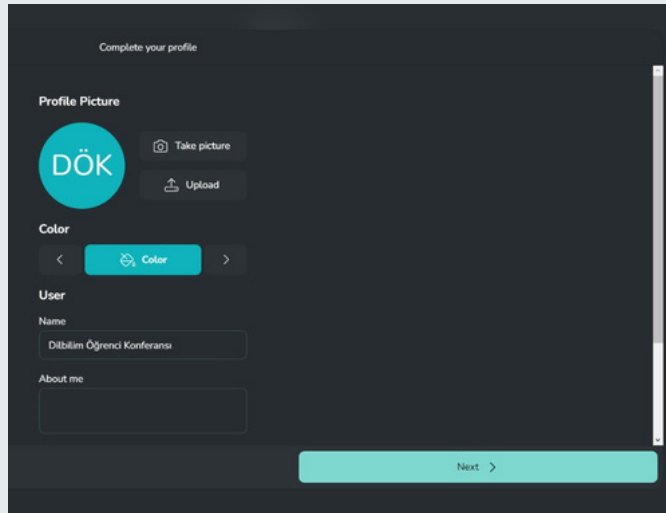 Complete your profile
Profile Picture
DÖK
Take picture
Upload
Color
Color
User
Name
Dilbilim Öğrenci Konferansı
About me
Next